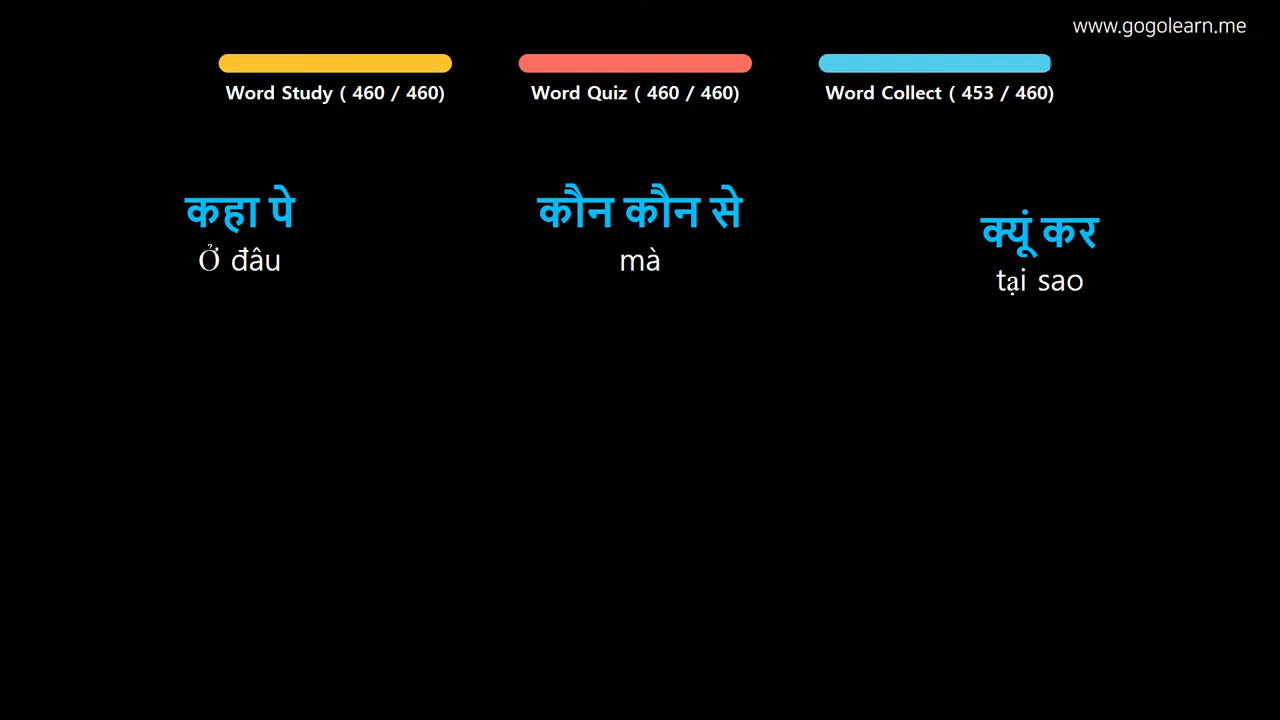 www.gogolearn.me
Word Study ( 460 / 460)
Word Quiz ( 460 / 460)
Word Collect ( 453 / 460)
कहा पे
Ở đâu
कौन कौन से
mà
क्यूं कर
tại sao